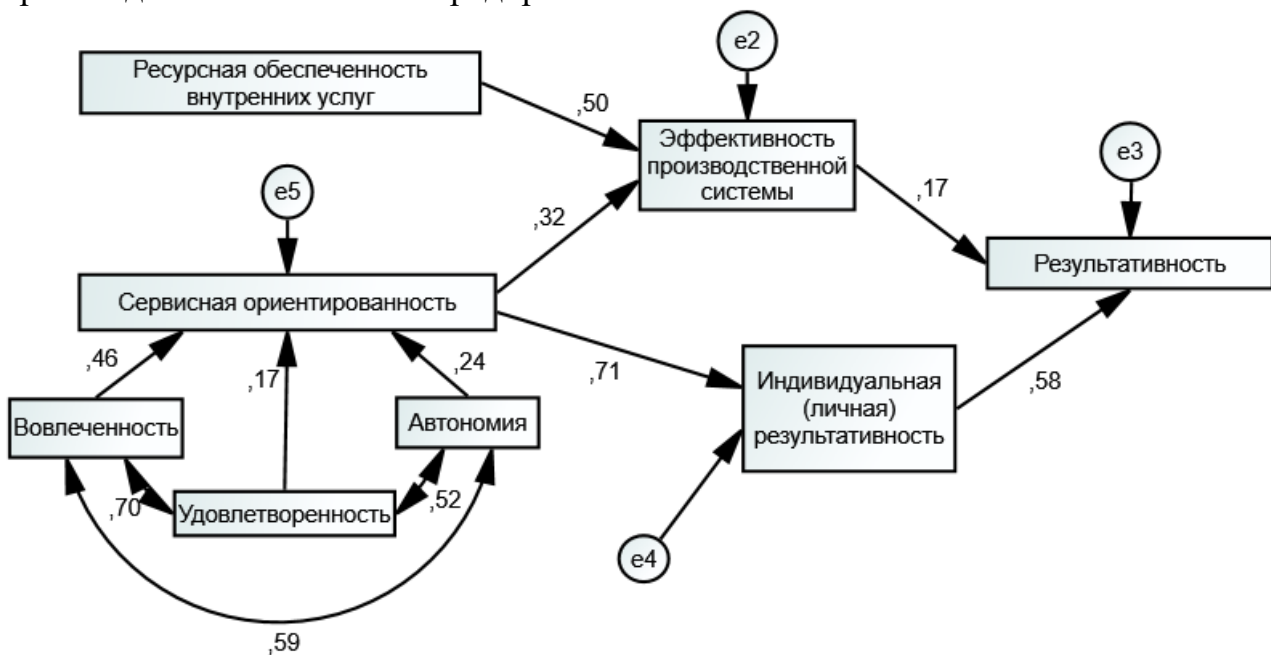 e2
Ресурсная обеспеченность
внутренних услуг
,50
Эффективность
производственной
системы
e3
e5
,17
,32
Результативность
Сервисная ориентированность
,46
,17
,24
,71
Индивидуальная
(личная)
результативность
,58
Вовлеченность
Автономия
,70
Удовлетворенность
,52
e4
,59